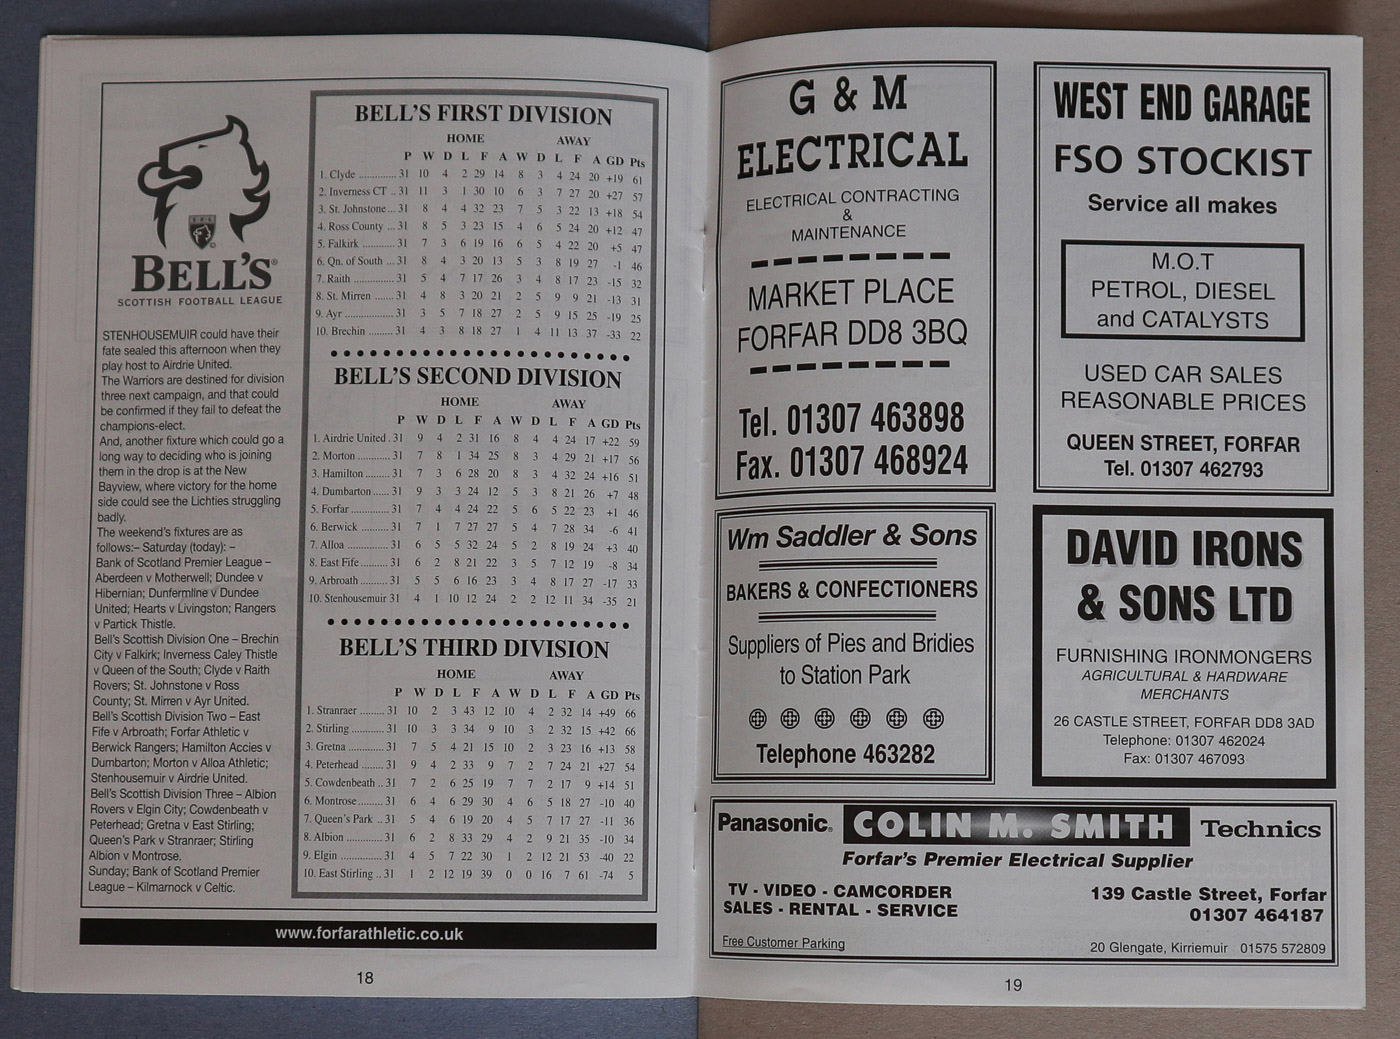 BELL'S®
SCOTTISH FOOTBALL LEAGUE
STENHOUSEMUIR could have their
fate sealed this afternoon when they
play host to Airdrie United.
The Warriors are destined for division
three next campaign, and that could
be confirmed if they fail to defeat the
champions-elect.
And, another fixture which could go a
long way to deciding who is joining
them in the drop is at the New
Bayview, where victory for the home
side could see the Lichties struggling
badly.
The weekend's fixtures are as
follows:– Saturday (today): –
Bank of Scotland Premier League –
Aberdeen v Motherwell; Dundee v
Hibernian; Dunfermline v Dundee
United; Hearts v Livingston; Rangers
v Partick Thistle.
Bell's Scottish Division One – Brechin
City v Falkirk; Inverness Caley Thistle
v Queen of the South; Clyde v Raith
Rovers; St. Johnstone v Ross
County; St. Mirren v Ayr United.
Bell's Scottish Division Two – East
Fife v Arbroath; Forfar Athletic v
Berwick Rangers; Hamilton Accies v
Dumbarton; Morton v Alloa Athletic;
Stenhousemuir v Airdrie United.
Bell's Scottish Division Three – Albion
Rovers v Elgin City; Cowdenbeath v
Peterhead; Gretna v East Stirling;
Queen's Park v Stranraer; Stirling
Albion v Montrose.
Sunday; Bank of Scotland Premier
League – Kilmarnock v Celtic.
BELL'S FIRST DIVISION
HOME AWAY
P W D L F A W D L F A GD Pts
1. Clyde ............. 31 10 4 2 29 14 8 3 4 24 20 +19 61
2. Inverness CT .. 31 11 3 1 30 10 6 3 7 27 20 +27 57
3. St. Johnstone ... 31 8 4 4 32 23 7 5 3 22 13 +18 54
4. Ross County ... 31 8 5 3 23 15 4 6 5 24 20 +12 47
5. Falkirk ........... 31 7 3 6 19 16 6 5 4 22 20 +5 47
6. Qn. of South ... 31 8 4 3 20 13 5 3 8 19 27 -1 46
7. Raith .............. 31 5 4 7 17 26 3 4 8 17 23 -15 32
8. St. Mirren ....... 31 4 8 3 20 21 2 5 9 9 21 -13 31
9. Ayr ................ 31 3 5 7 18 27 2 5 9 15 25 -19 25
10. Brechin ........ 31 4 3 8 18 27 1 4 11 13 37 -33 22
BELL'S SECOND DIVISION
HOME AWAY
P W D L F A W D L F A GD Pts
1. Airdrie United . 31 9 4 2 31 16 8 4 4 24 17 +22 59
2. Morton ........... 31 7 8 1 34 25 8 3 4 29 21 +17 56
3. Hamilton ........ 31 7 3 6 28 20 8 3 4 32 24 +16 51
4. Dumbarton ..... 31 9 3 3 24 12 5 3 8 21 26 +7 48
5. Forfar ............. 31 7 4 4 24 22 5 6 5 22 23 +1 46
6. Berwick .......... 31 7 1 7 27 27 5 4 7 28 34 -6 41
7. Alloa .............. 31 6 5 5 32 24 5 2 8 19 24 +3 40
8. East Fife ......... 31 6 2 8 21 22 3 5 7 12 19 -8 34
9. Arbroath ......... 31 5 5 6 16 23 3 4 8 17 27 -17 33
10. Stenhousemuir 31 4 1 10 12 24 2 2 12 11 34 -35 21
BELL'S THIRD DIVISION
HOME AWAY
P W D L F A W D L F A GD Pts
1. Stranraer ........ 31 10 2 3 43 12 10 4 2 32 14 +49 66
2. Stirling ........... 31 10 3 3 34 9 10 3 2 32 15 +42 66
3. Gretna ............ 31 7 5 4 21 15 10 2 3 23 16 +13 58
4. Peterhead ....... 31 9 4 2 33 9 7 2 7 24 21 +27 54
5. Cowdenbeath .. 31 7 2 6 25 19 7 7 2 17 9 +14 51
6. Montrose ........ 31 6 4 6 29 30 4 6 5 18 27 -10 40
7. Queen's Park .. 31 5 4 6 19 20 4 5 7 17 27 -11 36
8. Albion ............ 31 6 2 8 33 29 4 2 9 21 35 -10 34
9. Elgin .............. 31 4 5 7 22 30 1 2 12 21 53 -40 22
10. East Stirling .. 31 1 2 12 19 39 0 0 16 7 61 -74 5
www.forfarathletic.co.uk
18
G & M
ELECTRICAL
ELECTRICAL CONTRACTING
&
MAINTENANCE
MARKET PLACE
FORFAR DD8 3BQ
Tel. 01307 463898
Fax. 01307 468924
WEST END GARAGE
FSO STOCKIST
Service all makes
M.O.T
PETROL, DIESEL
and CATALYSTS
USED CAR SALES
REASONABLE PRICES
QUEEN STREET, FORFAR
Tel. 01307 462793
Wm Saddler & Sons
BAKERS & CONFECTIONERS
Suppliers of Pies and Bridies
to Station Park
Telephone 463282
DAVID IRONS
& SONS LTD
FURNISHING IRONMONGERS
AGRICULTURAL & HARDWARE
MERCHANTS
26 CASTLE STREET, FORFAR DD8 3AD
Telephone: 01307 462024
Fax: 01307 467093
Panasonic. COLIN M. SMITH Technics
Forfar's Premier Electrical Supplier
TV - VIDEO - CAMCORDER
SALES - RENTAL - SERVICE
139 Castle Street, Forfar
01307 464187
Free Customer Parking
20 Glengate, Kirriemuir 01575 572809
19